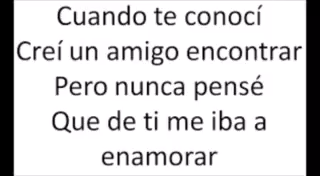 Cuando te conocí
Creí un amigo encontrar
Pero nunca pensé
Que de ti me iba a
enamorar